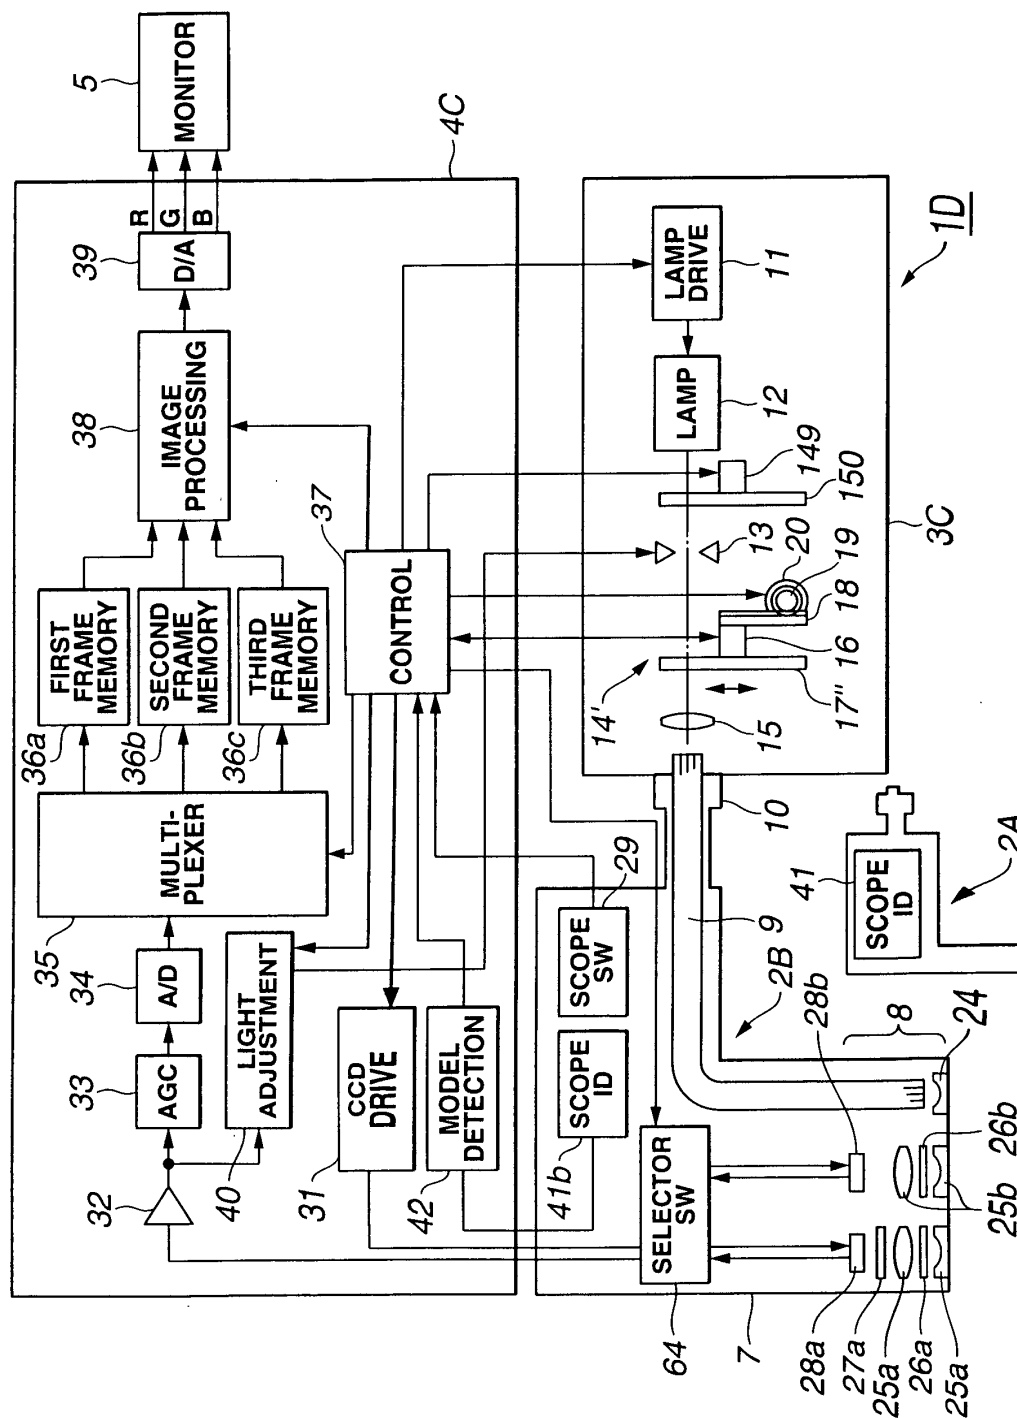 5
MONITOR
R
G
B
39
D/A
38
IMAGE
PROCESSING
4C
FIRST
FRAME
MEMORY
SECOND
FRAME
MEMORY
THIRD
FRAME
MEMORY
36a
36b
36c
37
CONTROL
MULTI-
PLEXER
35
34
A/D
33
AGC
32
LIGHT
ADJUSTMENT
40
CCD
DRIVE
31
MODEL
DETECTION
42
LAMP
DRIVE
11
LAMP
12
149
150
13
20
19
18
16
17"
14'
15
3C
1D
10
SCOPE
SW
29
SCOPE
ID
41b
9
2B
SELECTOR
SW
64
7
28b
8
24
26b
25b
28a
27a
25a
26a
25a
41
SCOPE
ID
2A